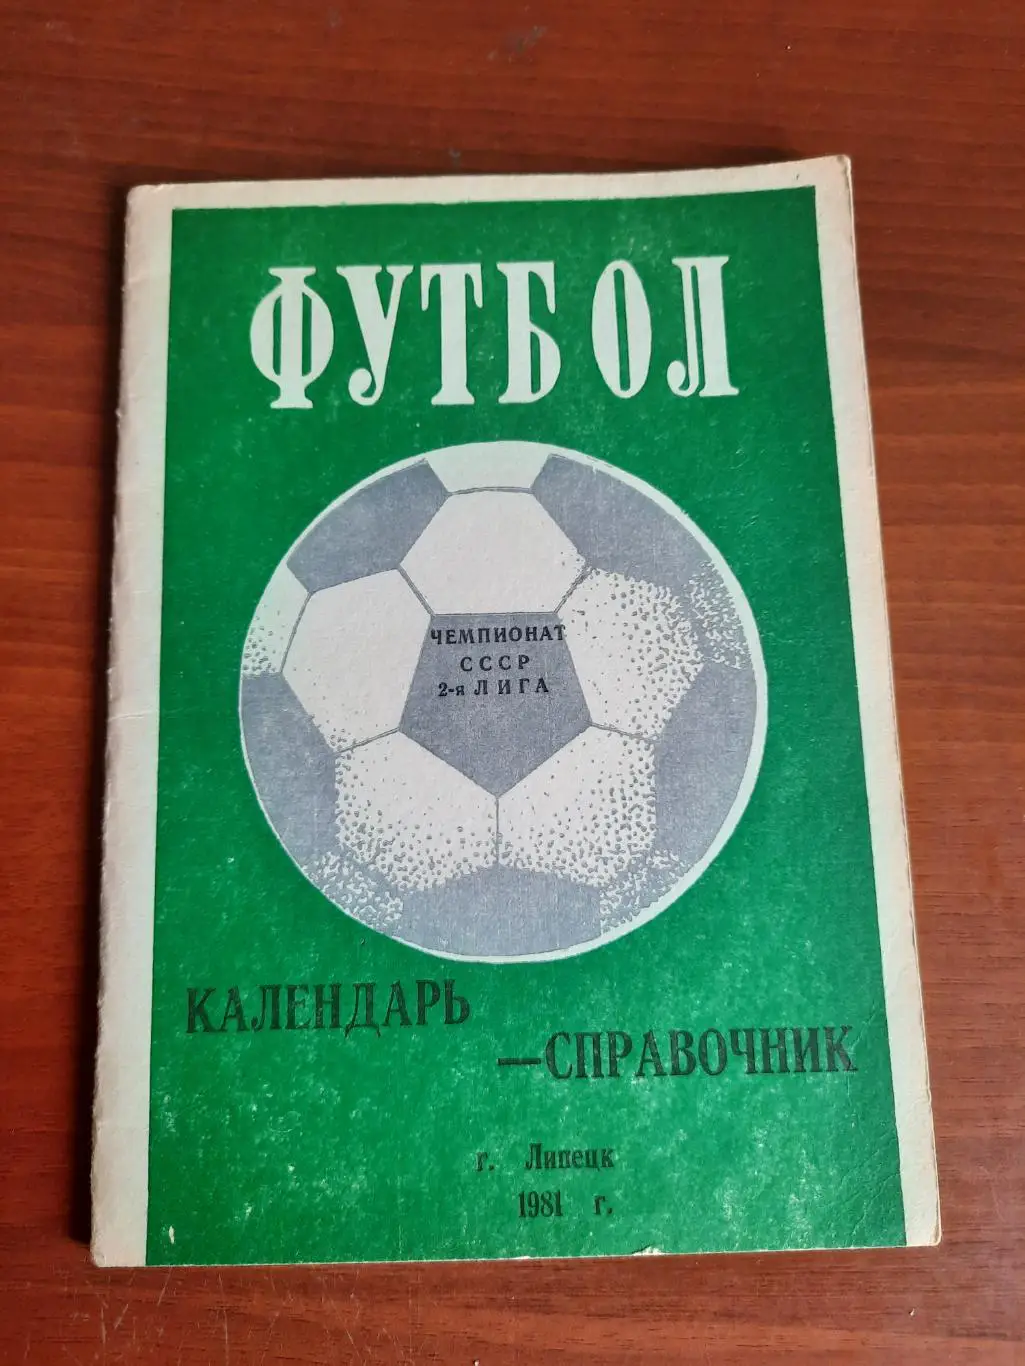 ФУТБОЛ
ЧЕМПИОНАТ
СССР
2-я ЛИГА
КАЛЕНДАРЬ
—СПРАВОЧНИК
г. Липецк
1981 г.